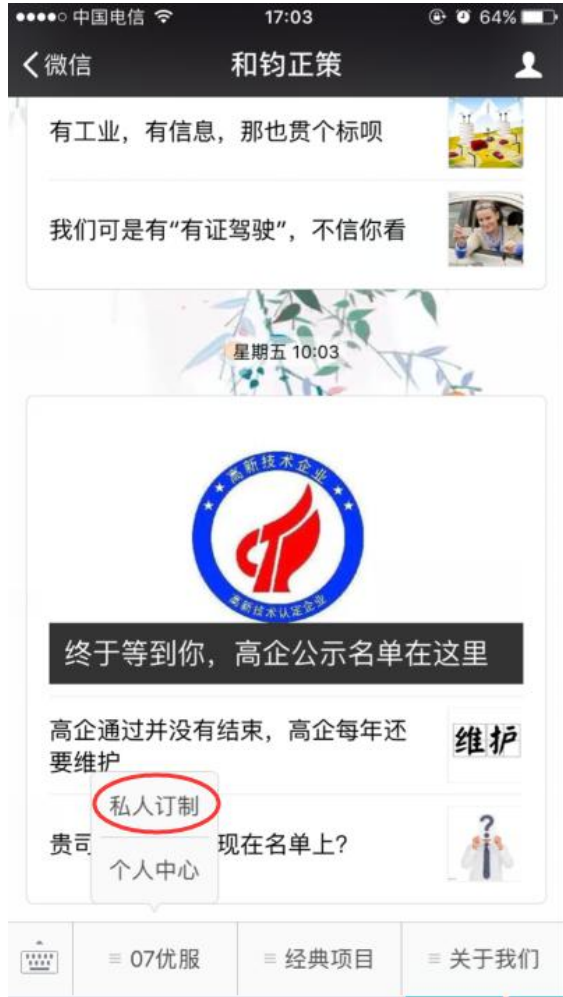 中国电信 17:03 64%
微信 和钧正策
有工业，有信息，那也贯个标呗
我们可是有“有证驾驶”，不信你看
星期五 10:03
高新技术企业
高新技术认定企业
终于等到你，高企公示名单在这里
高企通过并没有结束，高企每年还
要维护
维护
私人订制
贵司 现在名单上?
?
个人中心
07优服 经典项目 关于我们